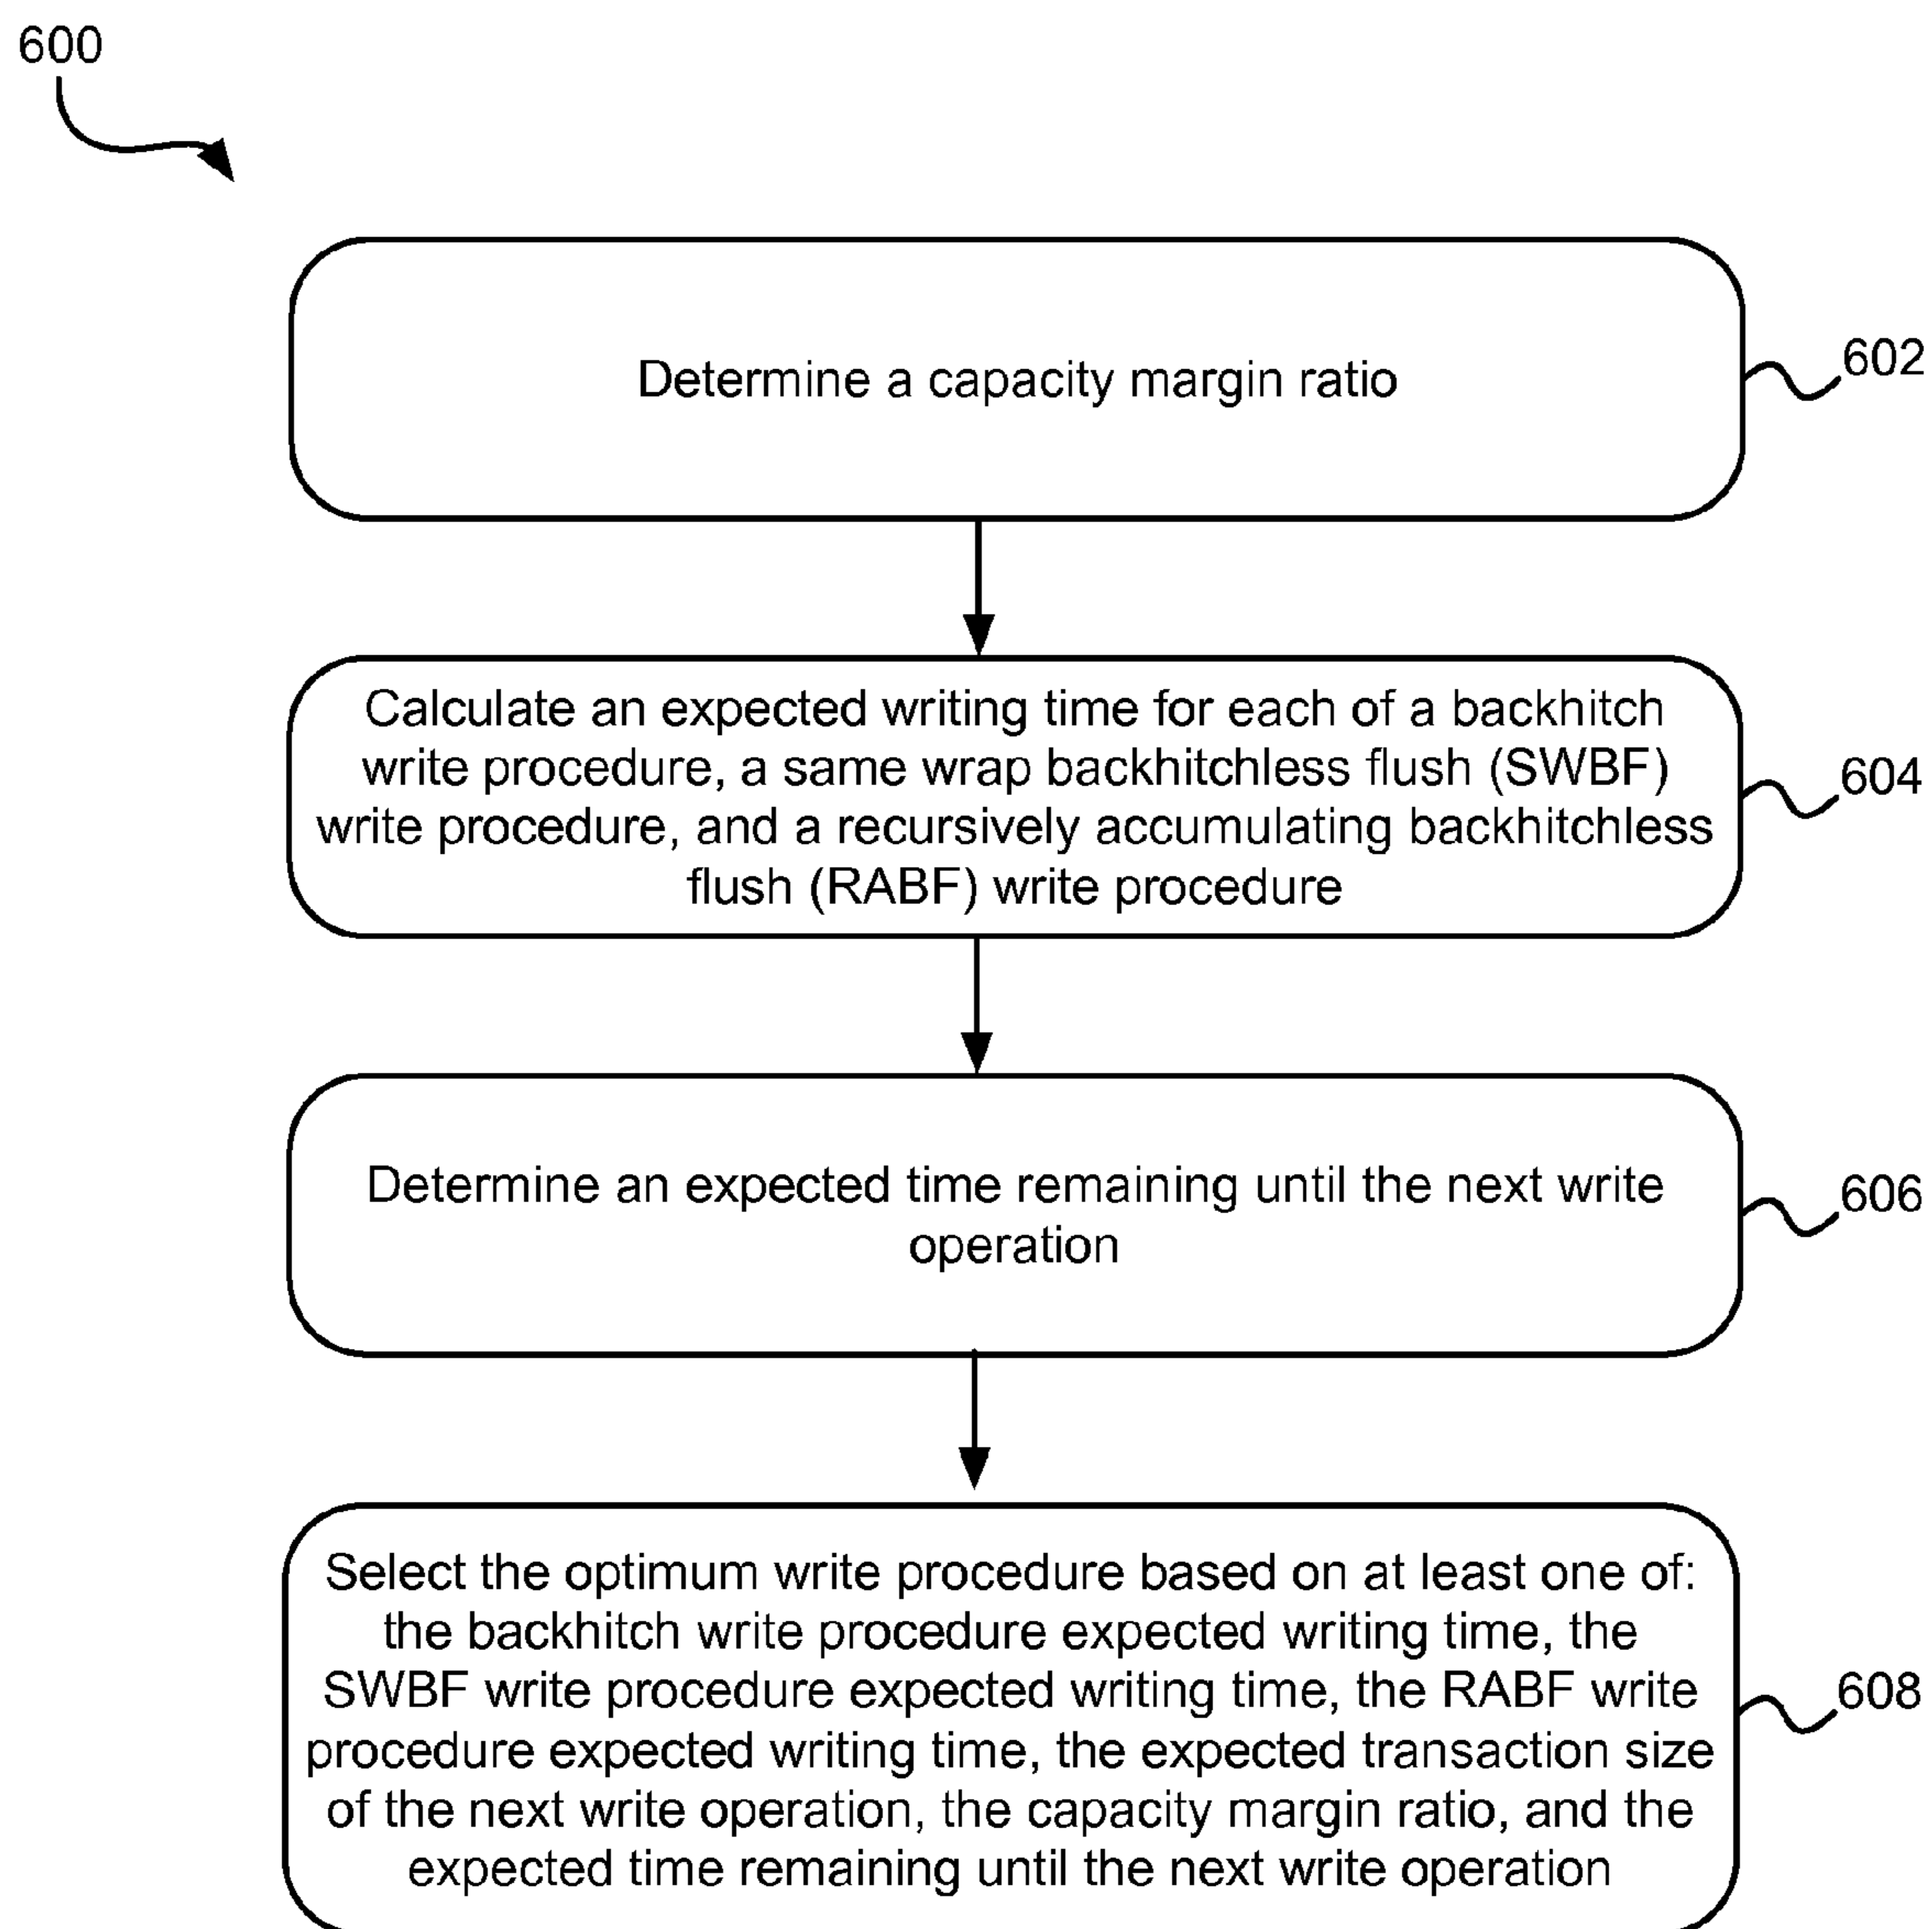 600
Determine a capacity margin ratio
602
Calculate an expected writing time for each of a backhitch
write procedure, a same wrap backhitchless flush (SWBF)
write procedure, and a recursively accumulating backhitchless
flush (RABF) write procedure
604
Determine an expected time remaining until the next write
operation
606
Select the optimum write procedure based on at least one of:
the backhitch write procedure expected writing time, the
SWBF write procedure expected writing time, the RABF write
procedure expected writing time, the expected transaction size
of the next write operation, the capacity margin ratio, and the
expected time remaining until the next write operation
608